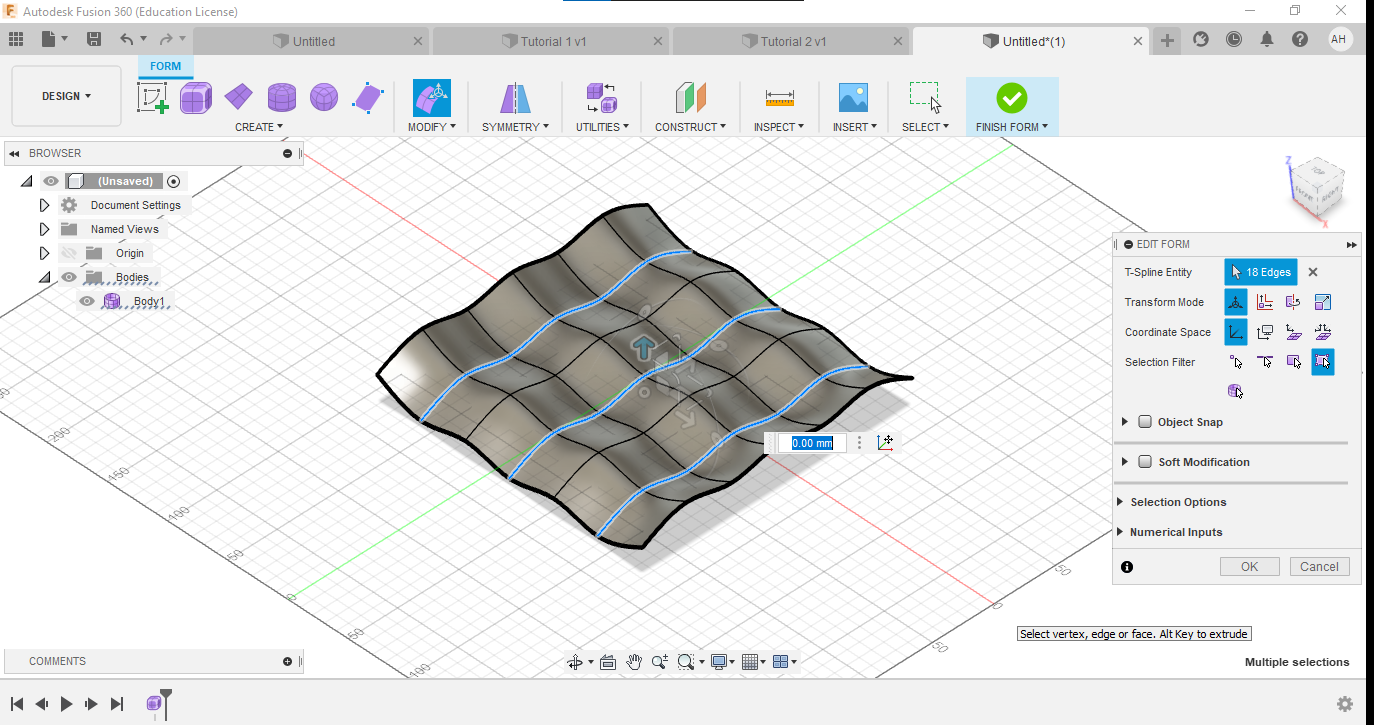 Autodesk Fusion 360 (Education License)
Untitled
Tutorial 1 v1
Tutorial 2 v1
Untitled*(1)
AH
FORM
DESIGN
CREATE
MODIFY
SYMMETRY
UTILITIES
CONSTRUCT
INSPECT
INSERT
SELECT
FINISH FORM
BROWSER
(Unsaved)
Document Settings
Named Views
Origin
Bodies
Body1
Z
X
EDIT FORM
T-Spline Entity
18 Edges
Transform Mode
Coordinate Space
Selection Filter
Object Snap
Soft Modification
Selection Options
Numerical Inputs
OK
Cancel
0.00 mm
200
150
100
50
0
50
100
50
0
50
Select vertex, edge or face. Alt Key to extrude
Multiple selections
COMMENTS